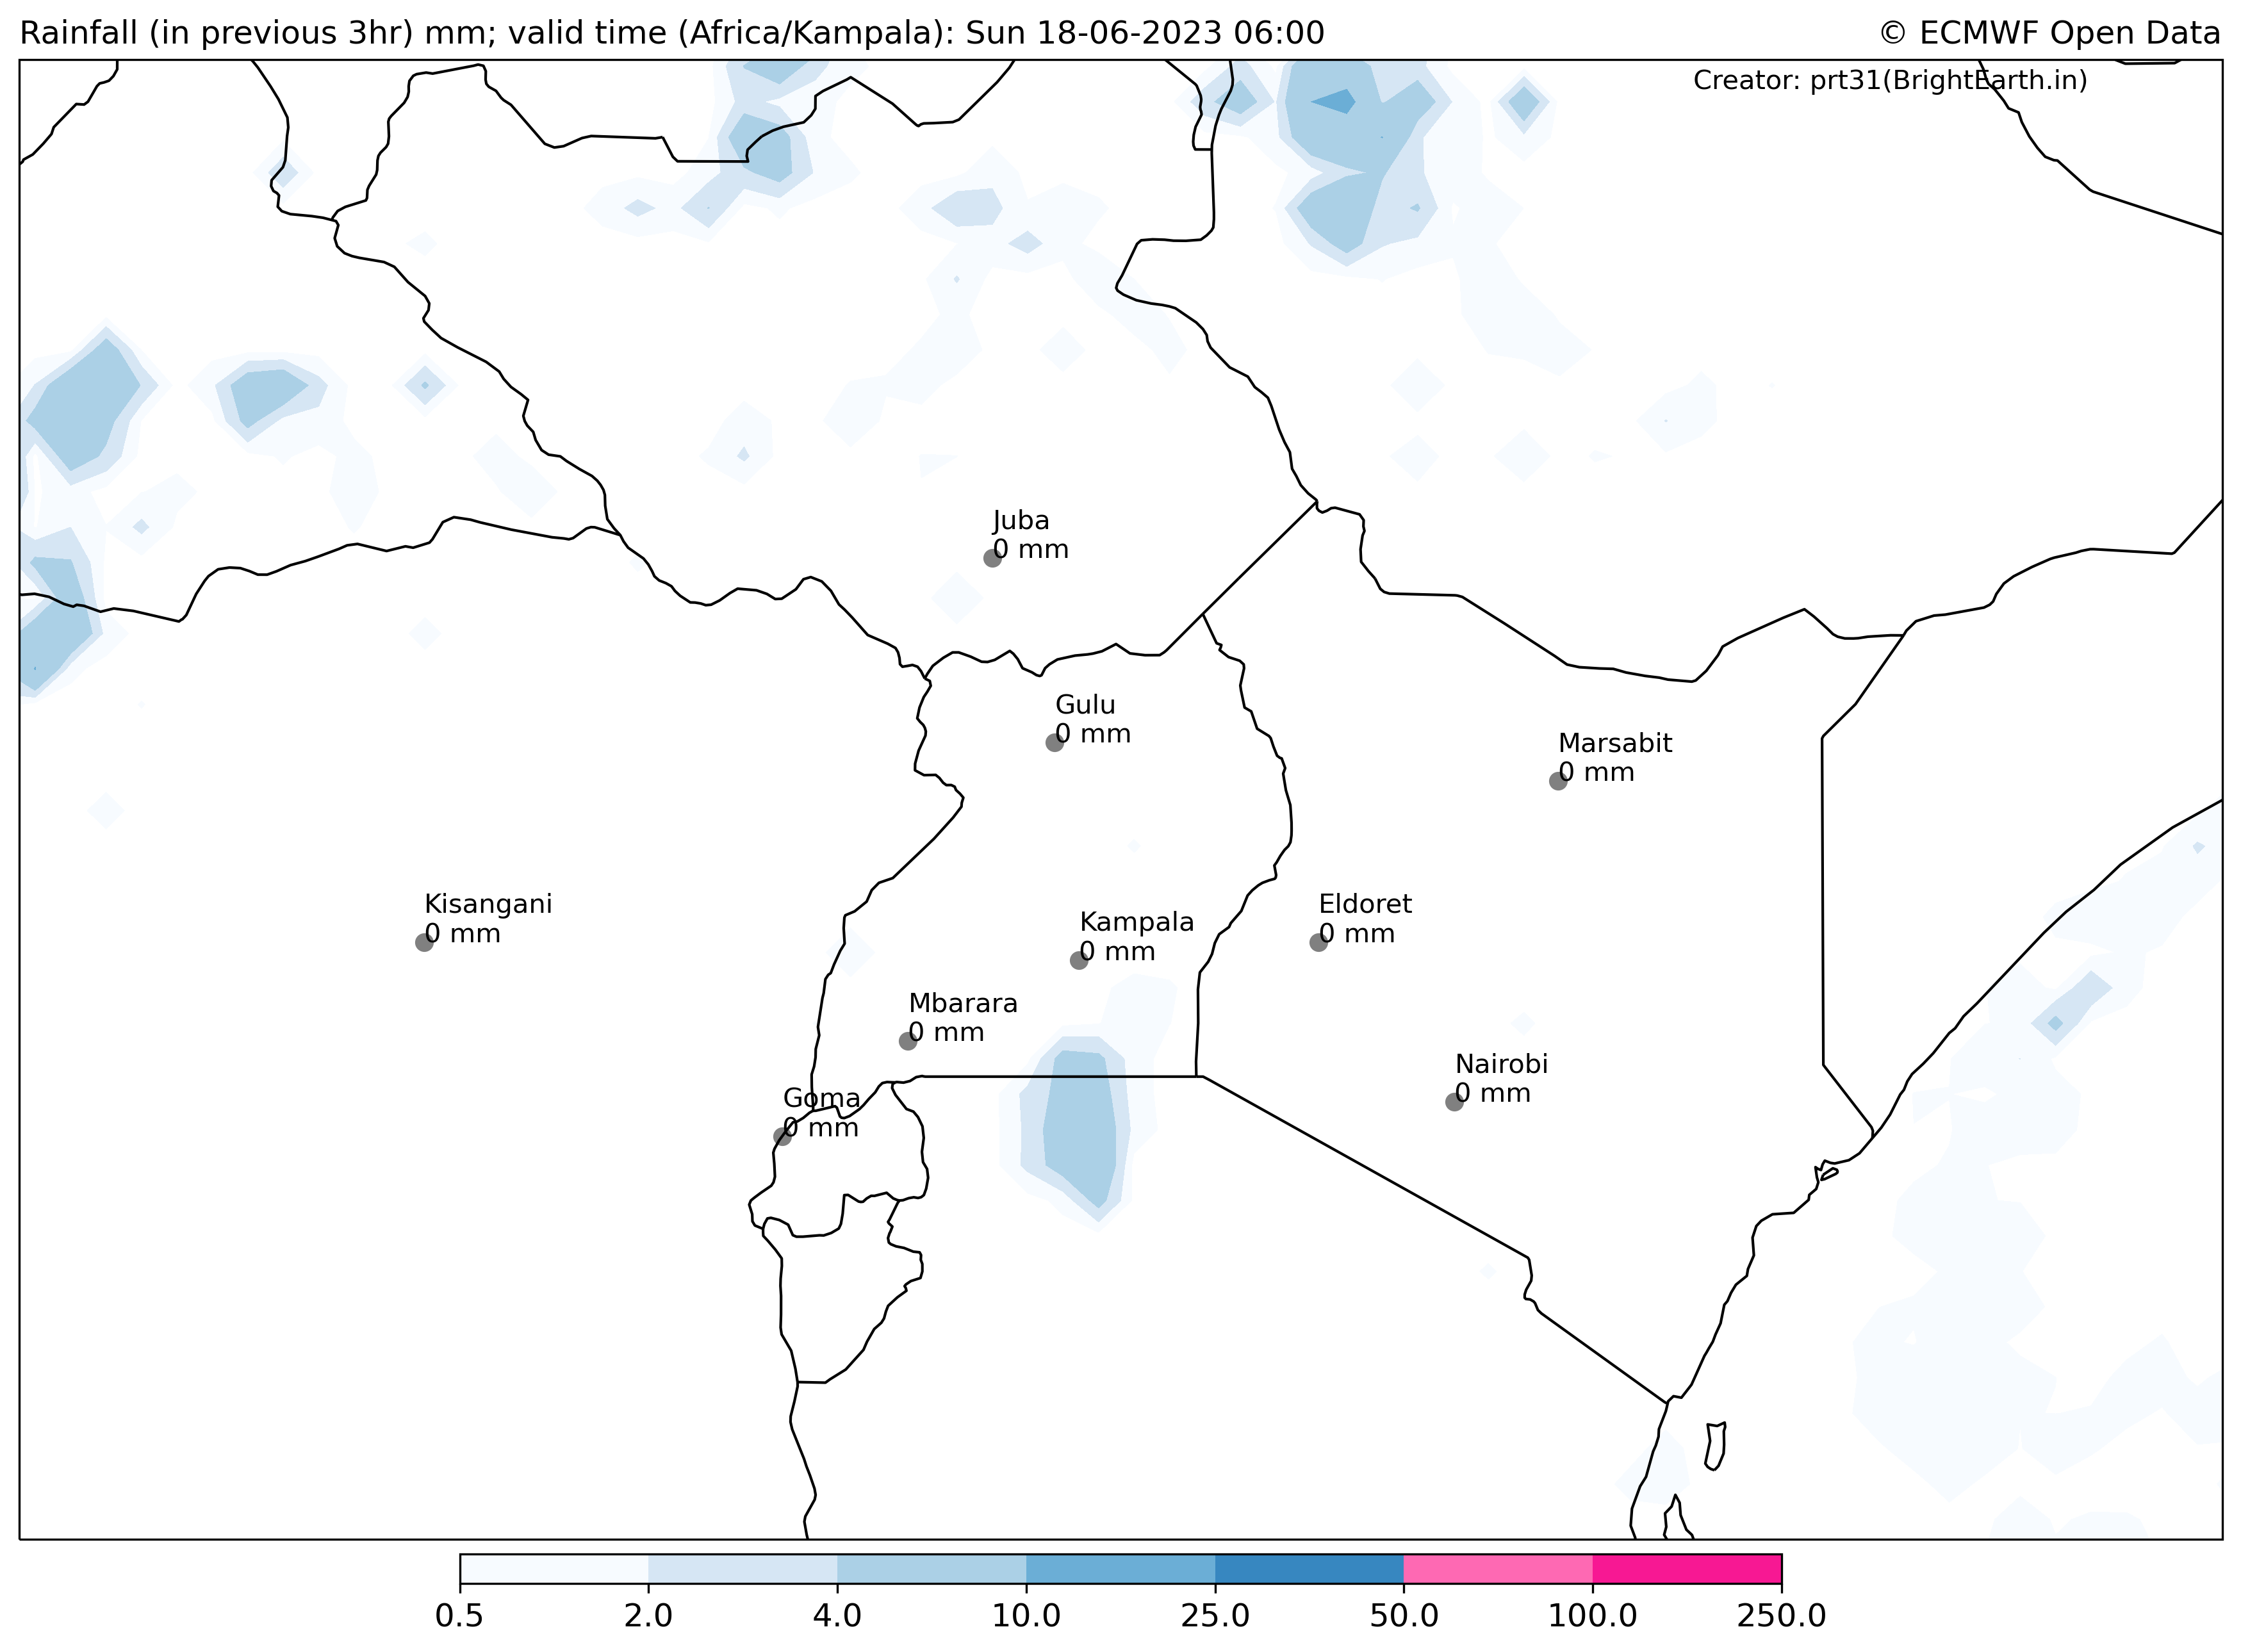 Rainfall (in previous 3hr) mm; valid time (Africa/Kampala): Sun 18-06-2023 06:00
© ECMWF Open Data
Creator: prt31(BrightEarth.in)
Juba
0 mm
Gulu
0 mm
Marsabit
0 mm
Kisangani
0 mm
Kampala
0 mm
Eldoret
0 mm
Mbarara
0 mm
Nairobi
0 mm
Goma
0 mm
0.5 2.0 4.0 10.0 25.0 50.0 100.0 250.0